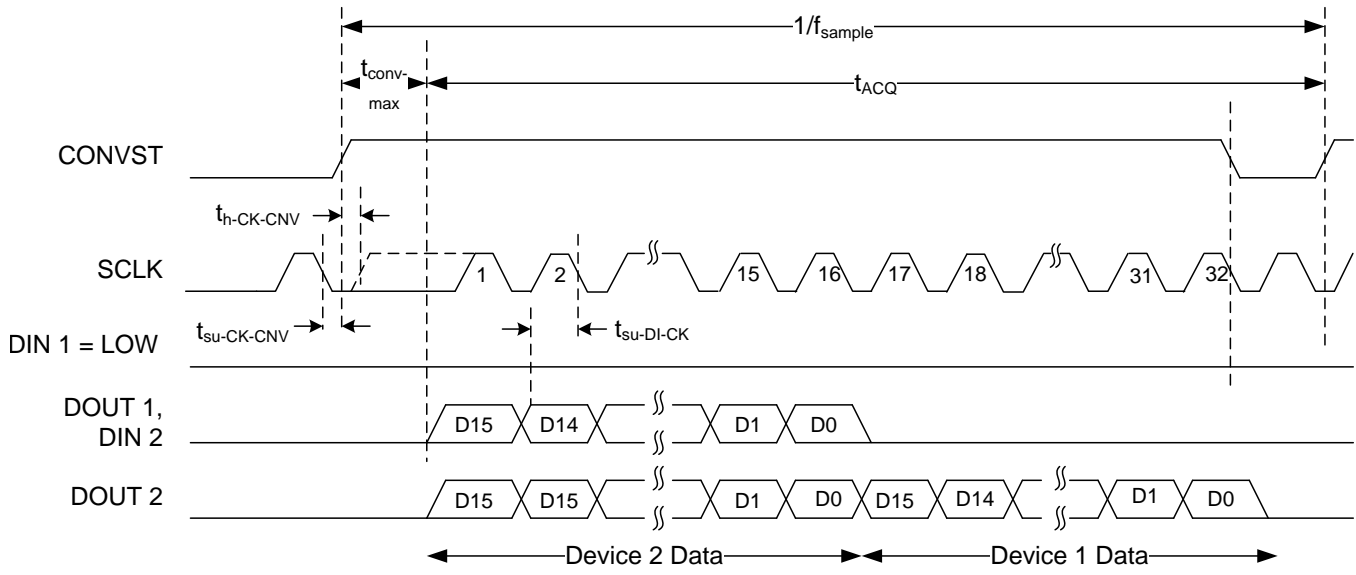 1/fsample
tconv-
max
tACQ
CONVST
th-CK-CNV
SCLK
1 2 15 16 17 18 31 32
tsu-CK-CNV
tsu-DI-CK
DIN 1 = LOW
DOUT 1,
DIN 2
D15 D14 D1 D0
DOUT 2
D15 D15 D1 D0 D15 D14 D1 D0
Device 2 Data Device 1 Data